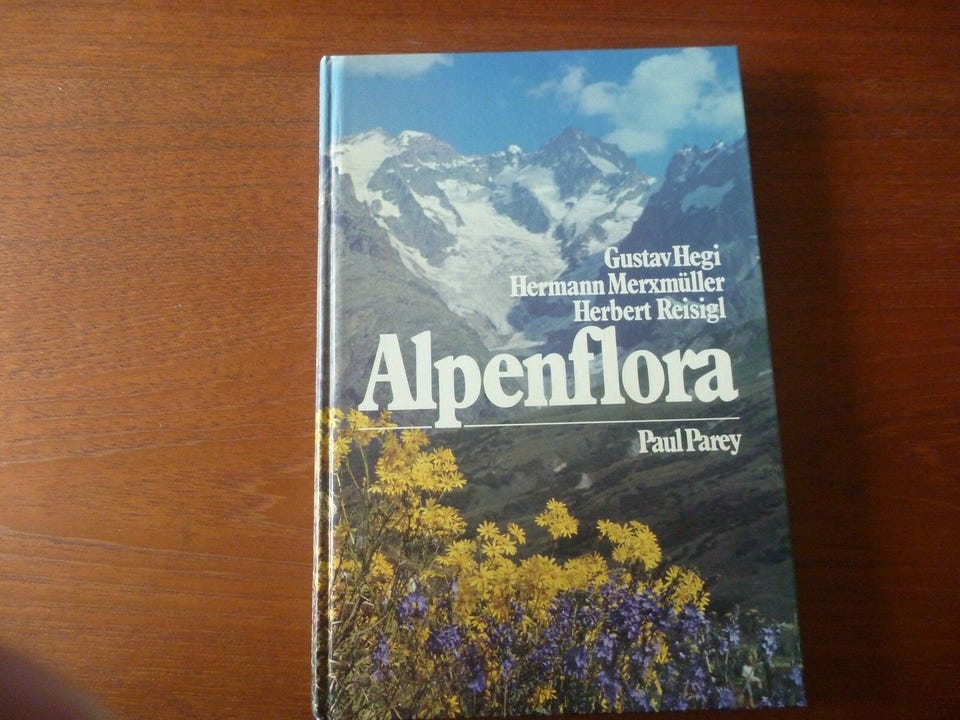 Gustav Hegi
Hermann Merxmüller
Herbert Reisigl
Alpenflora
Paul Parey